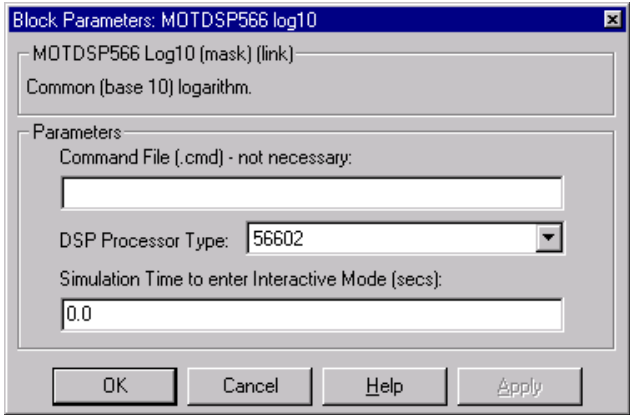 Block Parameters: MOTDSP566 log10
MOTDSP566 Log10 (mask) (link)
Common (base 10) logarithm.
Parameters
Command File (.cmd) - not necessary:
DSP Processor Type: 56602
Simulation Time to enter Interactive Mode (secs):
0.0
OK Cancel Help Apply